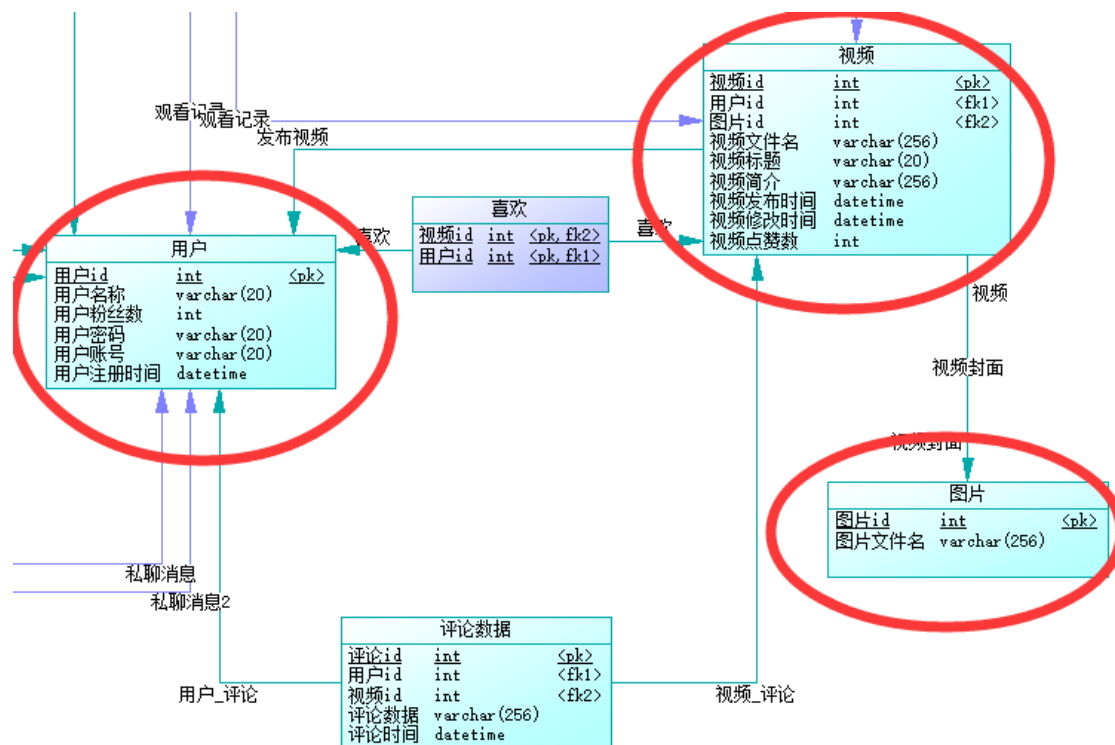 视频
视频id int <pk>
用户id int <fk1>
图片id int <fk2>
视频文件名 varchar(256)
视频标题 varchar(20)
视频简介 varchar(256)
视频发布时间 datetime
视频修改时间 datetime
视频点赞数 int
观看记录
观看记录
发布视频
喜欢
喜欢
视频id int <pk,fk2>
用户id int <pk,fk1>
喜欢
用户
用户id int <pk>
用户名称 varchar(20)
用户粉丝数 int
用户密码 varchar(20)
用户账号 varchar(20)
用户注册时间 datetime
视频
视频封面
视频封面
图片
图片id int <pk>
图片文件名 varchar(256)
私聊消息
私聊消息2
评论数据
评论id int <pk>
用户id int <fk1>
视频id int <fk2>
评论数据 varchar(256)
评论时间 datetime
用户_评论
视频_评论